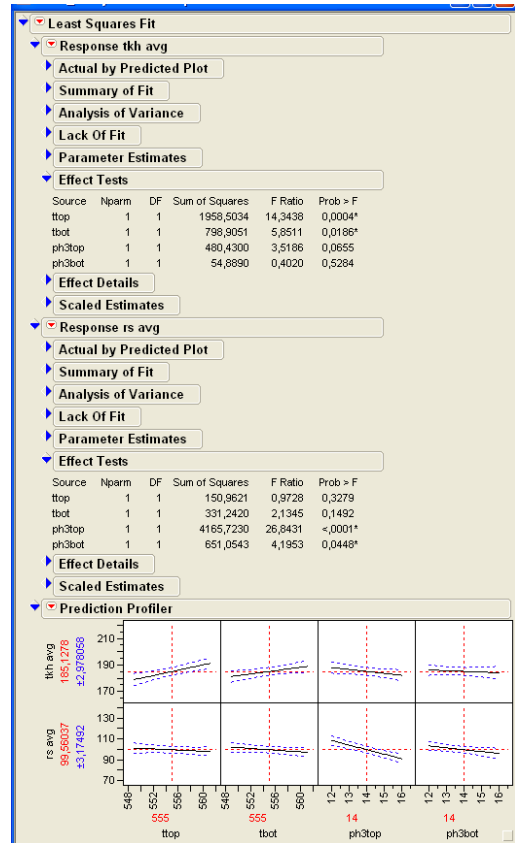 Least Squares Fit
Response tkh avg
Actual by Predicted Plot
Summary of Fit
Analysis of Variance
Lack Of Fit
Parameter Estimates
Effect Tests
Source Nparm DF Sum of Squares F Ratio Prob > F
ttop 1 1 1958,5034 14,3438 0,0004*
tbot 1 1 798,9051 5,8511 0,0186*
ph3top 1 1 480,4300 3,5186 0,0655
ph3bot 1 1 54,8890 0,4020 0,5284
Effect Details
Scaled Estimates
Response rs avg
Actual by Predicted Plot
Summary of Fit
Analysis of Variance
Lack Of Fit
Parameter Estimates
Effect Tests
Source Nparm DF Sum of Squares F Ratio Prob > F
ttop 1 1 150,9621 0,9728 0,3279
tbot 1 1 331,2420 2,1345 0,1492
ph3top 1 1 4165,7230 26,8431 <,0001*
ph3bot 1 1 651,0543 4,1953 0,0448*
Effect Details
Scaled Estimates
Prediction Profiler
tkh avg
185,1278
±2,978058
210
190
170
rs avg
99,56037
±3,17492
130
110
90
70
548 552 556 560 548 552 556 560 12 13 14 15 16 12 13 14 15 16
555 555 14 14
ttop tbot ph3top ph3bot